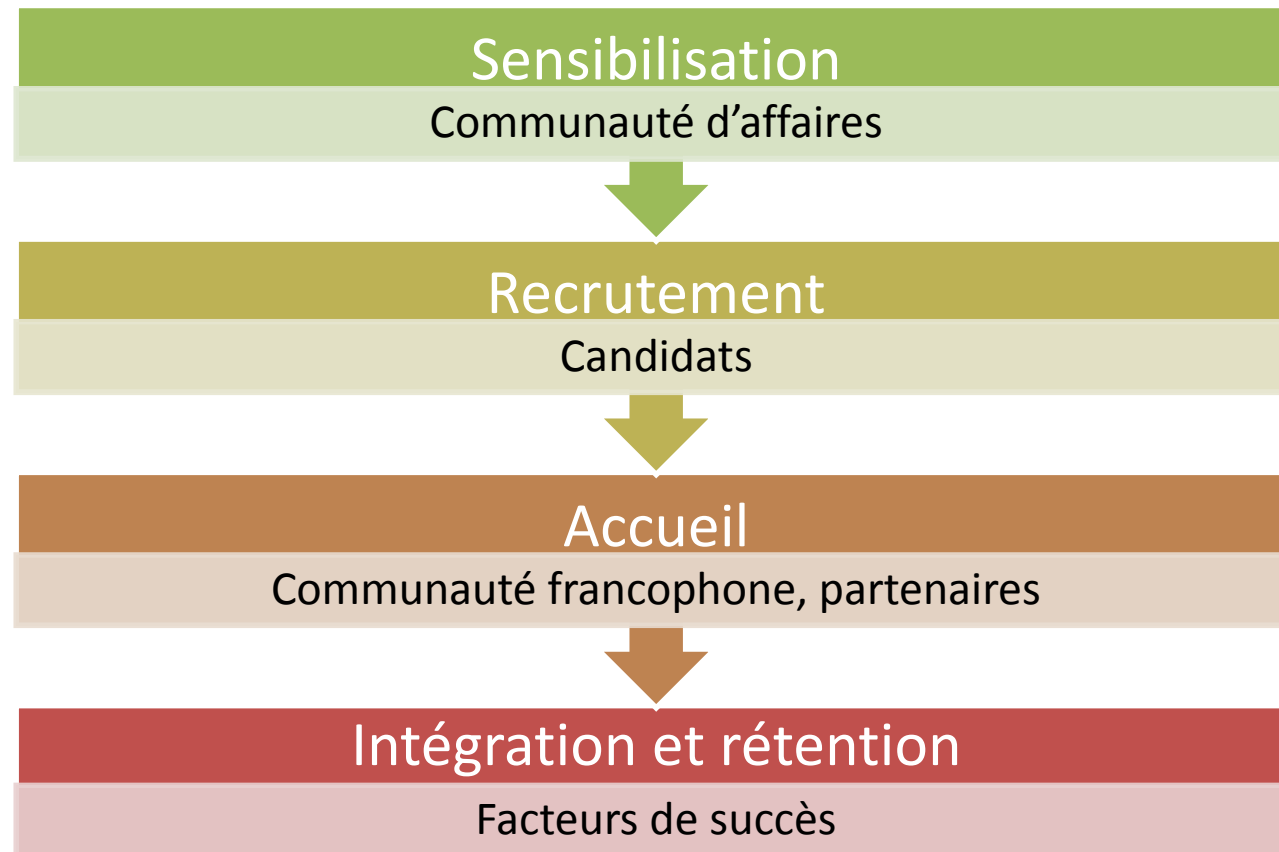 Sensibilisation
Communauté d’affaires
Recrutement
Candidats
Accueil
Communauté francophone, partenaires
Intégration et rétention
Facteurs de succès